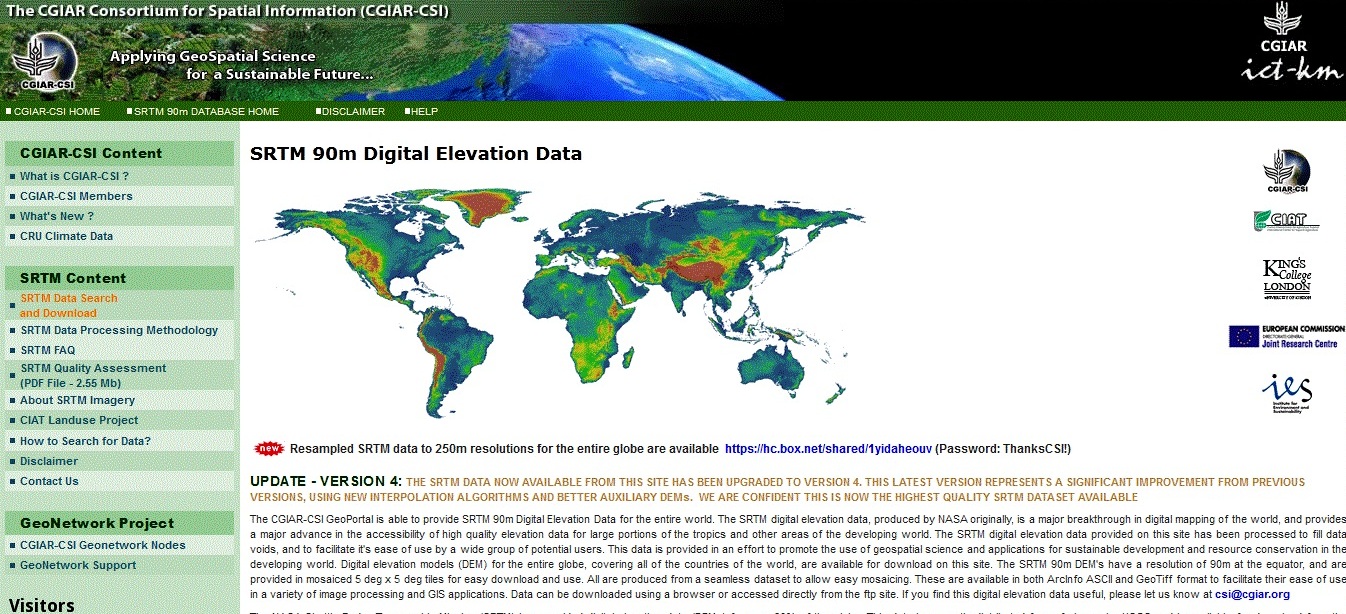 The CGIAR Consortium for Spatial Information (CGIAR-CSI)
CGIAR-CSI
Applying GeoSpatial Science
for a Sustainable Future...
CGIAR
ict-km
CGIAR-CSI HOME
SRTM 90m DATABASE HOME
DISCLAIMER
HELP
CGIAR-CSI Content
What is CGIAR-CSI ?
CGIAR-CSI Members
What's New ?
CRU Climate Data
SRTM Content
SRTM Data Search
and Download
SRTM Data Processing Methodology
SRTM FAQ
SRTM Quality Assessment
(PDF File - 2.55 Mb)
About SRTM Imagery
CIAT Landuse Project
How to Search for Data?
Disclaimer
Contact Us
GeoNetwork Project
CGIAR-CSI Geonetwork Nodes
GeoNetwork Support
Visitors
SRTM 90m Digital Elevation Data
new Resampled SRTM data to 250m resolutions for the entire globe are available https://hc.box.net/shared/1yidaheouv (Password: ThanksCSI!)
UPDATE - VERSION 4: THE SRTM DATA NOW AVAILABLE FROM THIS SITE HAS BEEN UPGRADED TO VERSION 4. THIS LATEST VERSION REPRESENTS A SIGNIFICANT IMPROVEMENT FROM PREVIOUS
VERSIONS, USING NEW INTERPOLATION ALGORITHMS AND BETTER AUXILIARY DEMs. WE ARE CONFIDENT THIS IS NOW THE HIGHEST QUALITY SRTM DATASET AVAILABLE
The CGIAR-CSI GeoPortal is able to provide SRTM 90m Digital Elevation Data for the entire world. The SRTM digital elevation data, produced by NASA originally, is a major breakthrough in digital mapping of the world, and provides
a major advance in the accessibility of high quality elevation data for large portions of the tropics and other areas of the developing world. The SRTM digital elevation data provided on this site has been processed to fill data
voids, and to facilitate it's ease of use by a wide group of potential users. This data is provided in an effort to promote the use of geospatial science and applications for sustainable development and resource conservation in the
developing world. Digital elevation models (DEM) for the entire globe, covering all of the countries of the world, are available for download on this site. The SRTM 90m DEM's have a resolution of 90m at the equator, and are
provided in mosaiced 5 deg x 5 deg tiles for easy download and use. All are produced from a seamless dataset to allow easy mosaicing. These are available in both ArcInfo ASCII and GeoTiff format to facilitate their ease of use
in a variety of image processing and GIS applications. Data can be downloaded using a browser or accessed directly from the ftp site. If you find this digital elevation data useful, please let us know at csi@cgiar.org
CGIAR-CSI
CIAT
KING'S
College
LONDON
UNIVERSITY OF LONDON
EUROPEAN COMMISSION
DIRECTORATE-GENERAL
Joint Research Centre
ies
Institute for
Environment and
Sustainability